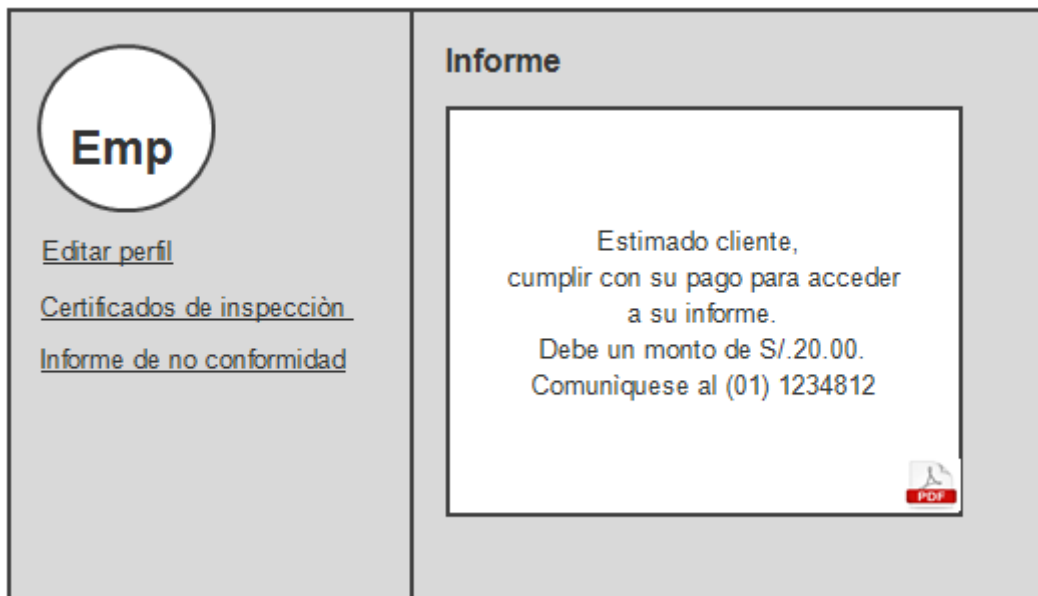 Emp
Editar perfil
Certificados de inspecciòn
Informe de no conformidad
Informe
Estimado cliente,
cumplir con su pago para acceder
a su informe.
Debe un monto de S/.20.00.
Comuniquese al (01) 1234812
PDF